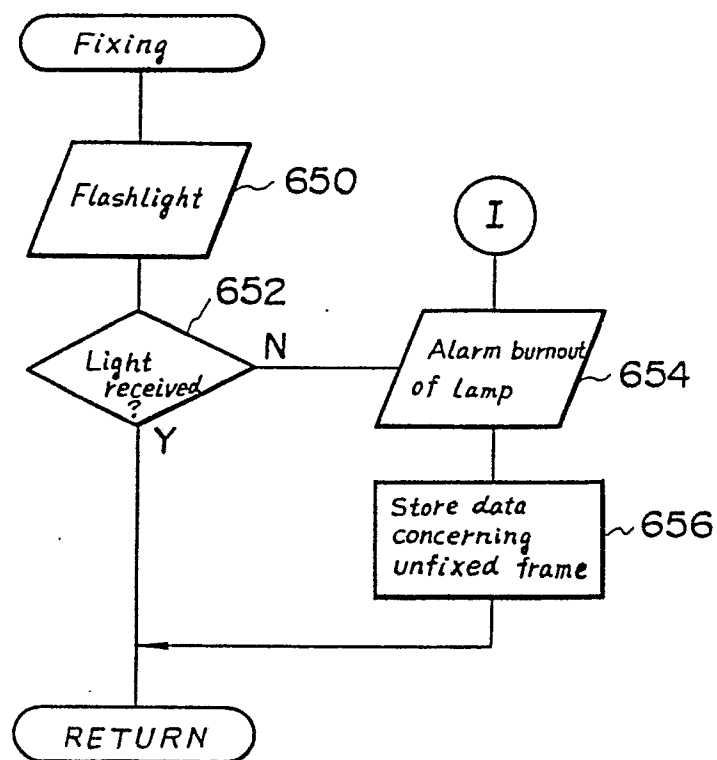 Fixing
Flashlight
650
652
Light
received
?
N
Y
I
Alarm burnout
of lamp
654
Store data
concerning
unfixed frame
656
RETURN